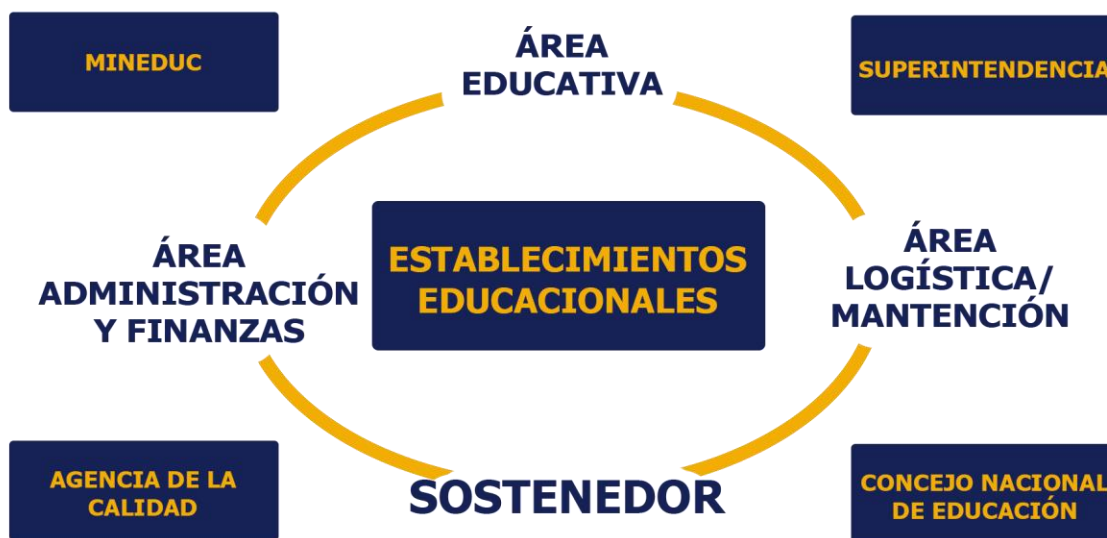 MINEDUC
ÁREA
EDUCATIVA
SUPERINTENDENCIA
ÁREA
ADMINISTRACIÓN
Y FINANZAS
ESTABLECIMIENTOS
EDUCACIONALES
ÁREA
LOGÍSTICA/
MANTENCIÓN
AGENCIA DE LA
CALIDAD
SOSTENEDOR
CONCEJO NACIONAL
DE EDUCACIÓN